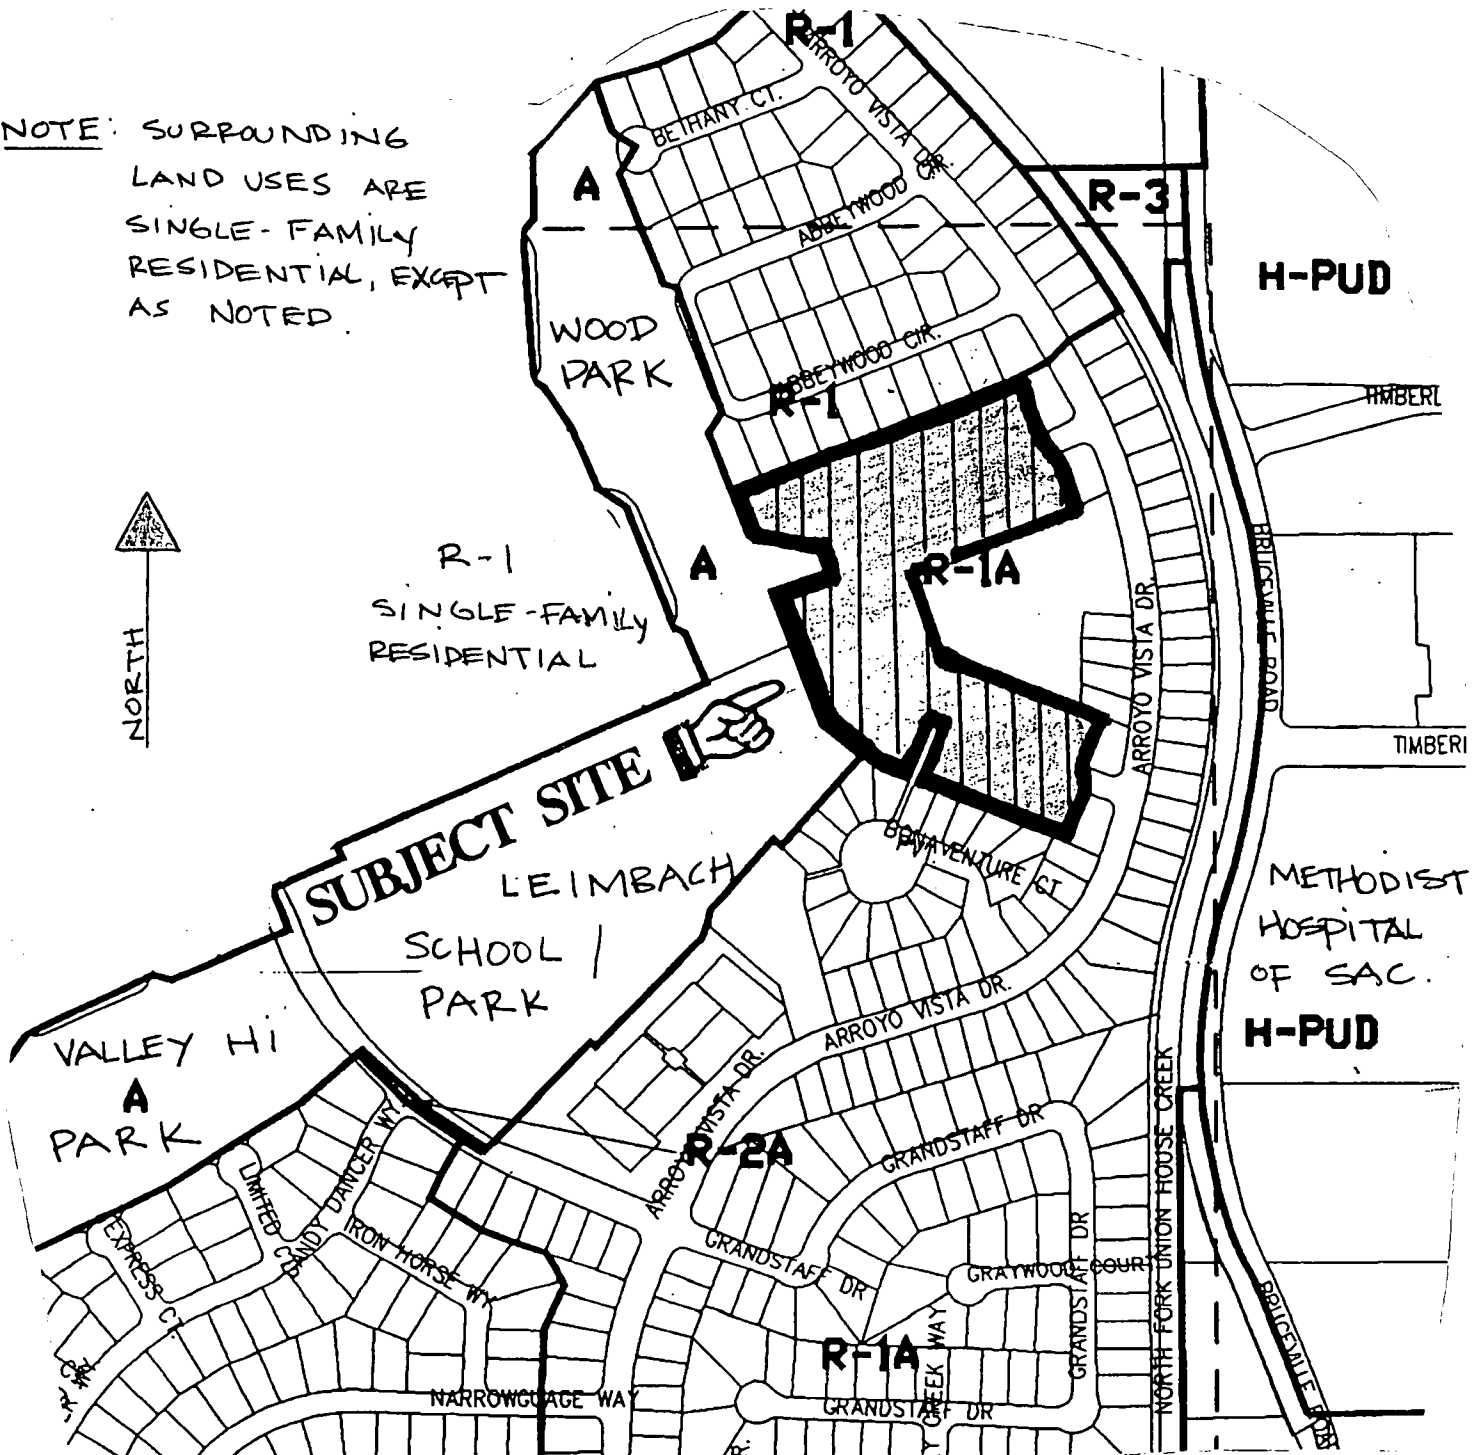 R-1
ARROYO VISTA DR.
BETHANY CT.
NOTE: SURROUNDING
LAND USES ARE
SINGLE-FAMILY
RESIDENTIAL, EXCEPT
AS NOTED.
A
R-3
ABBEYWOOD CIR.
H-PUD
WOOD
PARK
ABBEYWOOD CIR.
R-1
TIMBERL
R-1
SINGLE-FAMILY
RESIDENTIAL
A
R-1A
BRUCEVILLE ROAD
ARROYO VISTA DR.
NORTH
TIMBERL
SUBJECT SITE
BONAVENTURE CT
LEIMBACH
SCHOOL /
PARK
METHODIST
HOSPITAL
OF SAC.
H-PUD
ARROYO VISTA DR.
VALLEY HI
A
PARK
ARROYO VISTA DR.
R-2A
GRANDSTAFF DR
NORTH FORK UNION HOUSE CREEK
LIMITED CT.
DANDY DANCER WY
EXPRESS CT.
IRON HORSE WY
GRANDSTAFF DR
GRAYWOOD COURT
GRANDSTAFF DR
R-1A
EEK WAY
NARROWGUAGE WAY
GRANDSTAFF DR
BRUCEVILLE ROAD